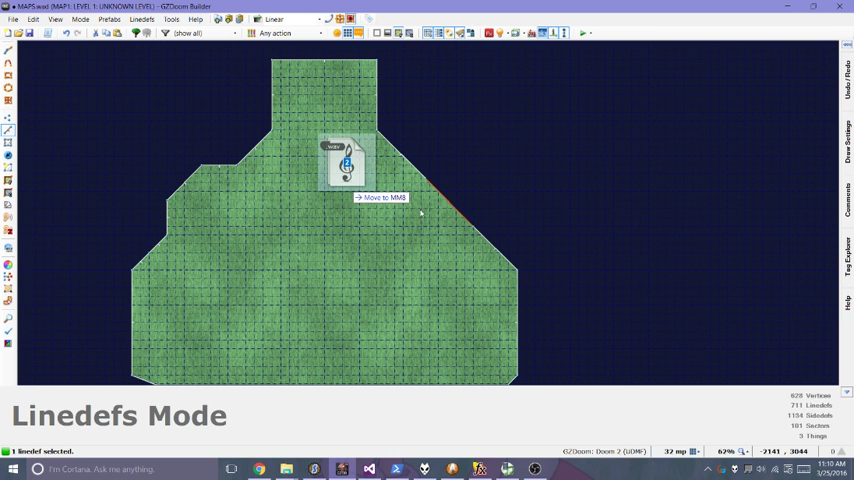 MAPS.wad (MAP1: LEVEL 1: UNKNOWN LEVEL) - GZDoom Builder
File Edit View Mode Prefabs Linedefs Tools Help
Linear
(show all)
Any action
Undo / Redo
Draw Settings
Comments
Tag Explorer
Help
.wav
2
Move to MM8
Linedefs Mode
628 Vertices
711 Linedefs
1134 Sidedefs
181 Sectors
3 Things
1 linedef selected.
GZDoom: Doom 2 (UDMF)
32 mp
62%
-2141 , 3044
I'm Cortana. Ask me anything.
11:10 AM
3/25/2016